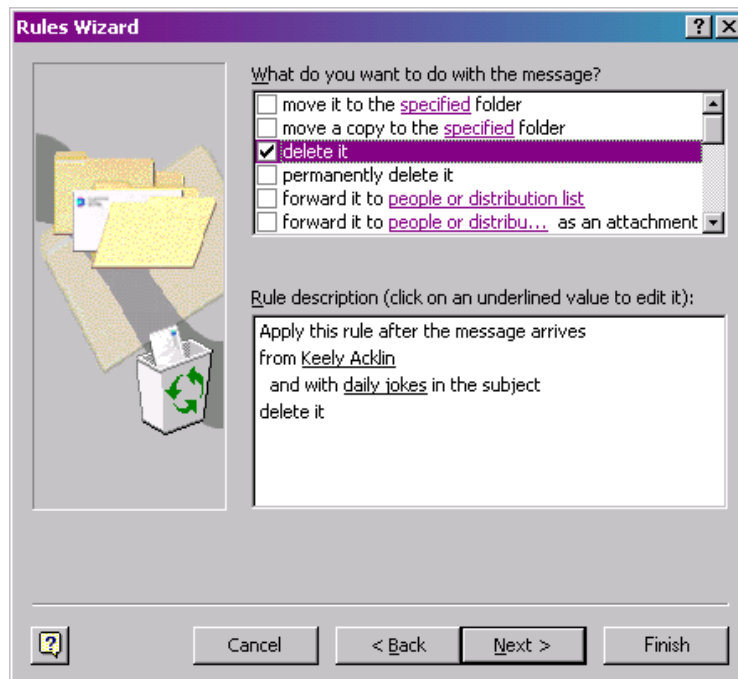 Rules Wizard
What do you want to do with the message?
move it to the specified folder
move a copy to the specified folder
delete it
permanently delete it
forward it to people or distribution list
forward it to people or distribu... as an attachment
Rule description (click on an underlined value to edit it):
Apply this rule after the message arrives
from Keely Acklin
and with daily jokes in the subject
delete it
Cancel
< Back
Next >
Finish